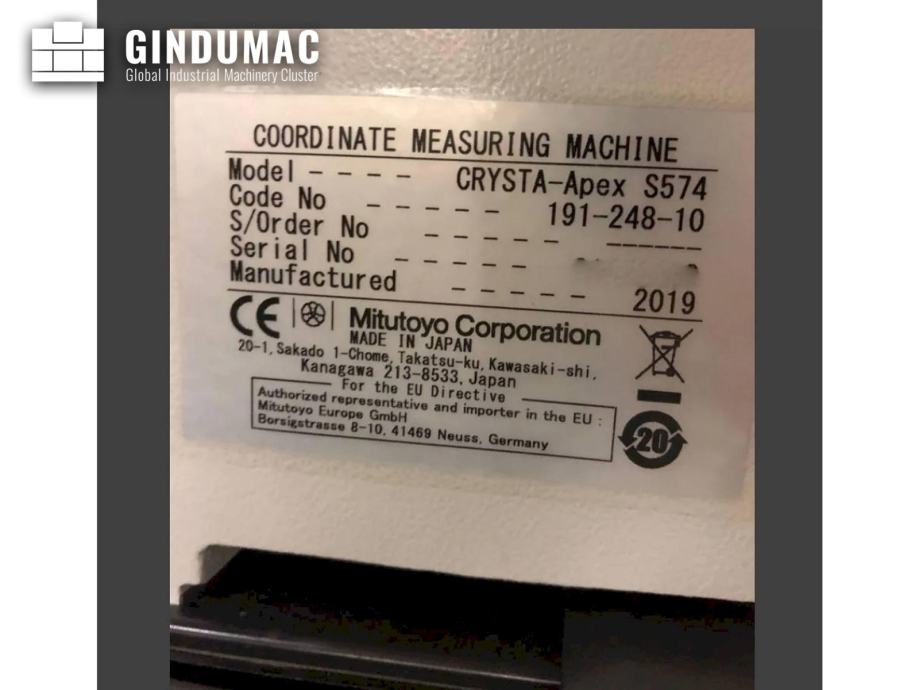 GINDUMAC
Global Industrial Machinery Cluster
COORDINATE MEASURING MACHINE
Model - - - - CRYSTA-Apex S574
Code No - - - - - 191-248-10
S/Order No - - - - - ------
Serial No - - - - -
Manufactured - - - - - 2019
CE Mitutoyo Corporation
MADE IN JAPAN
20-1, Sakado 1-Chome, Takatsu-ku, Kawasaki-shi,
Kanagawa 213-8533, Japan
For the EU Directive
Authorized representative and importer in the EU :
Mitutoyo Europe GmbH
Borsigstrasse 8-10, 41469 Neuss, Germany
20